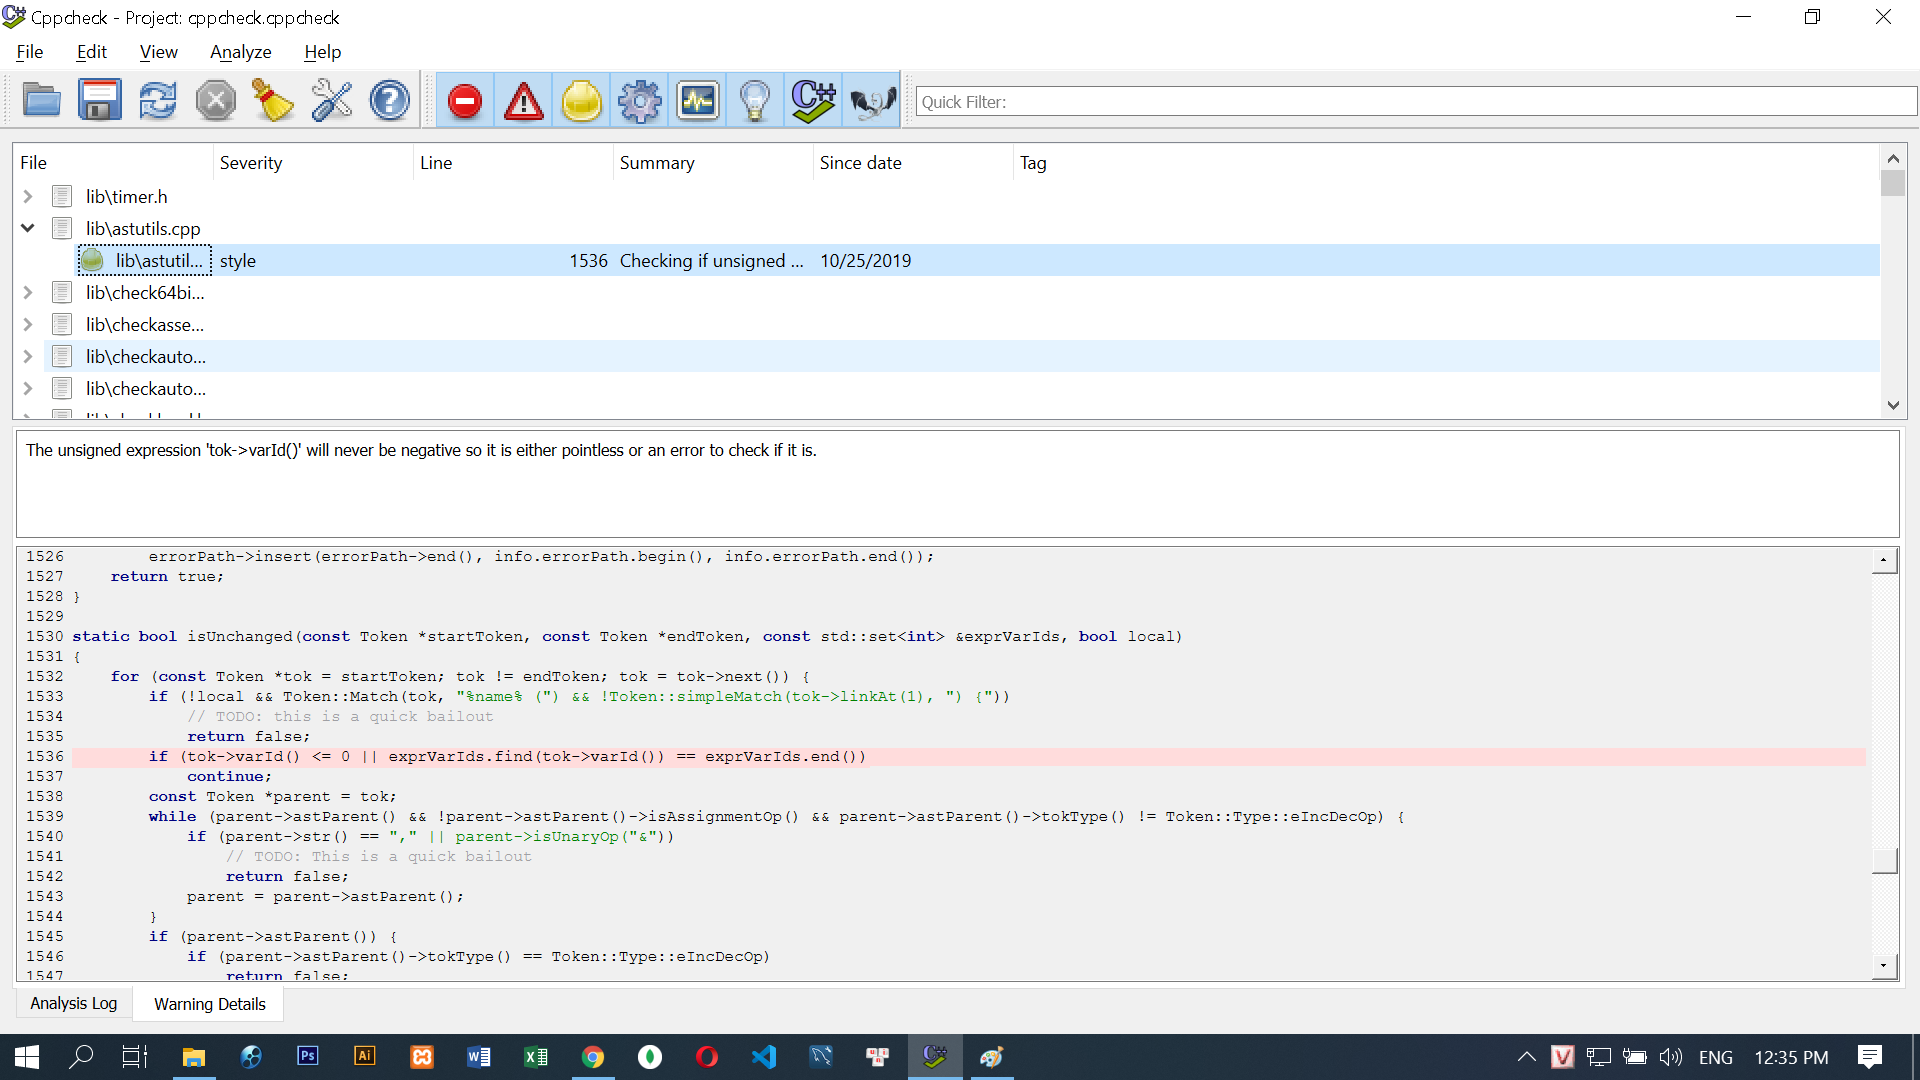 Cppcheck - Project: cppcheck.cppcheck
File Edit View Analyze Help
Quick Filter:
File Severity Line Summary Since date Tag
lib\timer.h
lib\astutils.cpp
lib\astutil... style 1536 Checking if unsigned ... 10/25/2019
lib\check64bi...
lib\checkasse...
lib\checkauto...
lib\checkauto...
The unsigned expression 'tok->varId()' will never be negative so it is either pointless or an error to check if it is.
1526         errorPath->insert(errorPath->end(), info.errorPath.begin(), info.errorPath.end());
1527     return true;
1528 }
1529
1530 static bool isUnchanged(const Token *startToken, const Token *endToken, const std::set<int> &exprVarIds, bool local)
1531 {
1532     for (const Token *tok = startToken; tok != endToken; tok = tok->next()) {
1533         if (!local && Token::Match(tok, "%name% (") && !Token::simpleMatch(tok->linkAt(1), ") {"))
1534             // TODO: this is a quick bailout
1535             return false;
1536         if (tok->varId() <= 0 || exprVarIds.find(tok->varId()) == exprVarIds.end())
1537             continue;
1538         const Token *parent = tok;
1539         while (parent->astParent() && !parent->astParent()->isAssignmentOp() && parent->astParent()->tokType() != Token::Type::eIncDecOp) {
1540             if (parent->str() == "," || parent->isUnaryOp("&"))
1541                 // TODO: This is a quick bailout
1542                 return false;
1543             parent = parent->astParent();
1544         }
1545         if (parent->astParent()) {
1546             if (parent->astParent()->tokType() == Token::Type::eIncDecOp)
1547                 return false;
Analysis Log Warning Details
ENG 12:35 PM